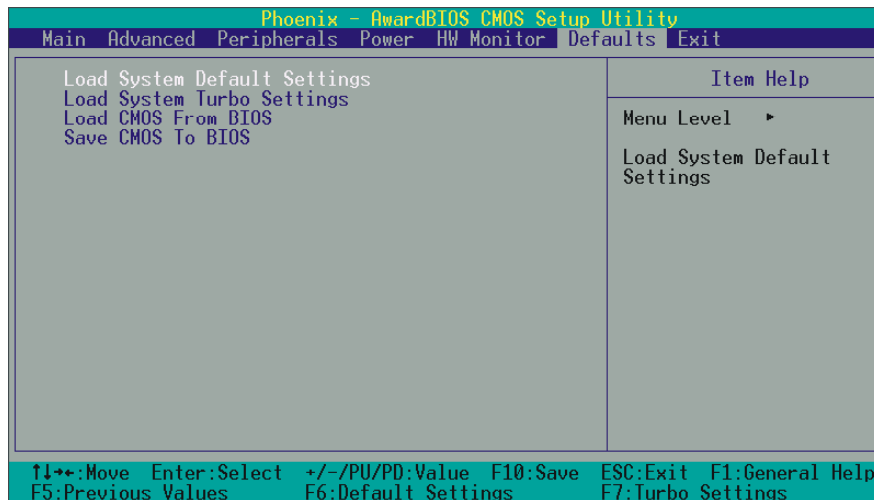 Phoenix - AwardBIOS CMOS Setup Utility
Main Advanced Peripherals Power HW Monitor Defaults Exit
Load System Default Settings
Load System Turbo Settings
Load CMOS From BIOS
Save CMOS To BIOS
Item Help
Menu Level ►
Load System Default
Settings
↑↓→←:Move Enter:Select +/-/PU/PD:Value F10:Save ESC:Exit F1:General Help
F5:Previous Values F6:Default Settings F7:Turbo Settings